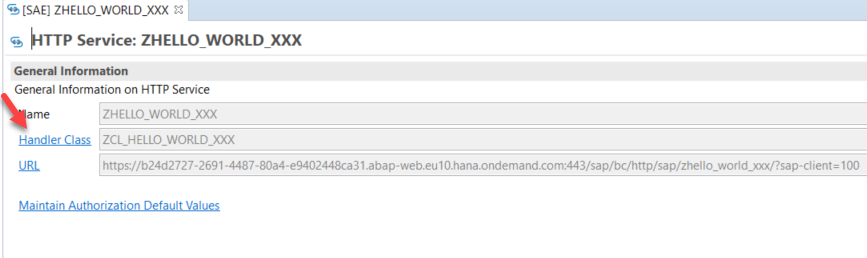 [SAE] ZHELLO_WORLD_XXX
HTTP Service: ZHELLO_WORLD_XXX
General Information
General Information on HTTP Service
Name ZHELLO_WORLD_XXX
Handler Class ZCL_HELLO_WORLD_XXX
URL https://b24d2727-2691-4487-80a4-e9402448ca31.abap-web.eu10.hana.ondemand.com:443/sap/bc/http/sap/zhello_world_xxx/?sap-client=100
Maintain Authorization Default Values